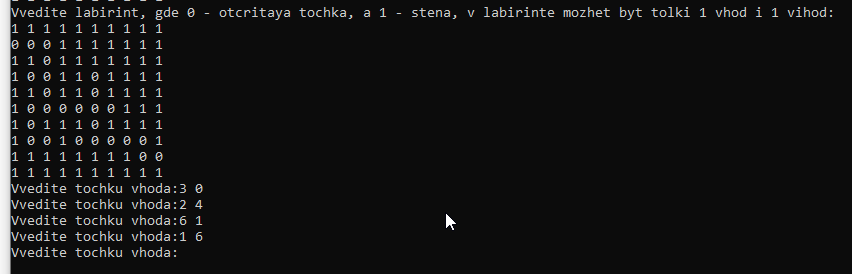 Vvedite labirint, gde 0 - otcritaya tochka, a 1 - stena, v labirinte mozhet byt tolki 1 vhod i 1 vihod:
1 1 1 1 1 1 1 1 1 1
0 0 0 1 1 1 1 1 1 1
1 1 0 1 1 1 1 1 1 1
1 0 0 1 1 0 1 1 1 1
1 1 0 1 1 0 1 1 1 1
1 0 0 0 0 0 0 1 1 1
1 0 1 1 1 0 1 1 1 1
1 0 0 1 0 0 0 0 0 1
1 1 1 1 1 1 1 1 0 0
1 1 1 1 1 1 1 1 1 1
Vvedite tochku vhoda:3 0
Vvedite tochku vhoda:2 4
Vvedite tochku vhoda:6 1
Vvedite tochku vhoda:1 6
Vvedite tochku vhoda: